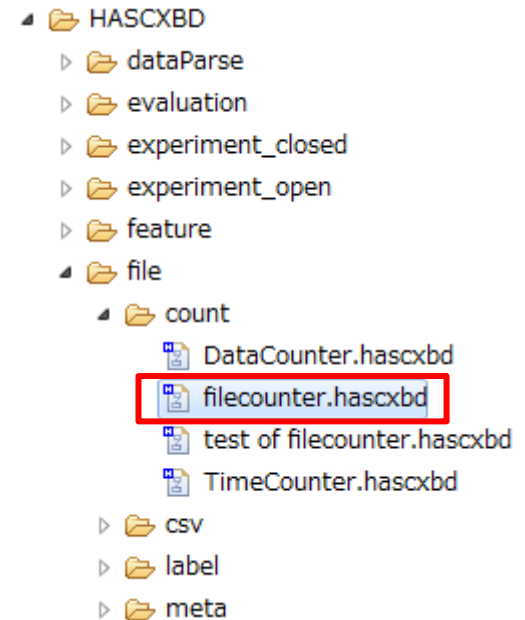 HASCXBD
dataParse
evaluation
experiment_closed
experiment_open
feature
file
count
DataCounter.hascxbd
filecounter.hascxbd
test of filecounter.hascxbd
TimeCounter.hascxbd
csv
label
meta